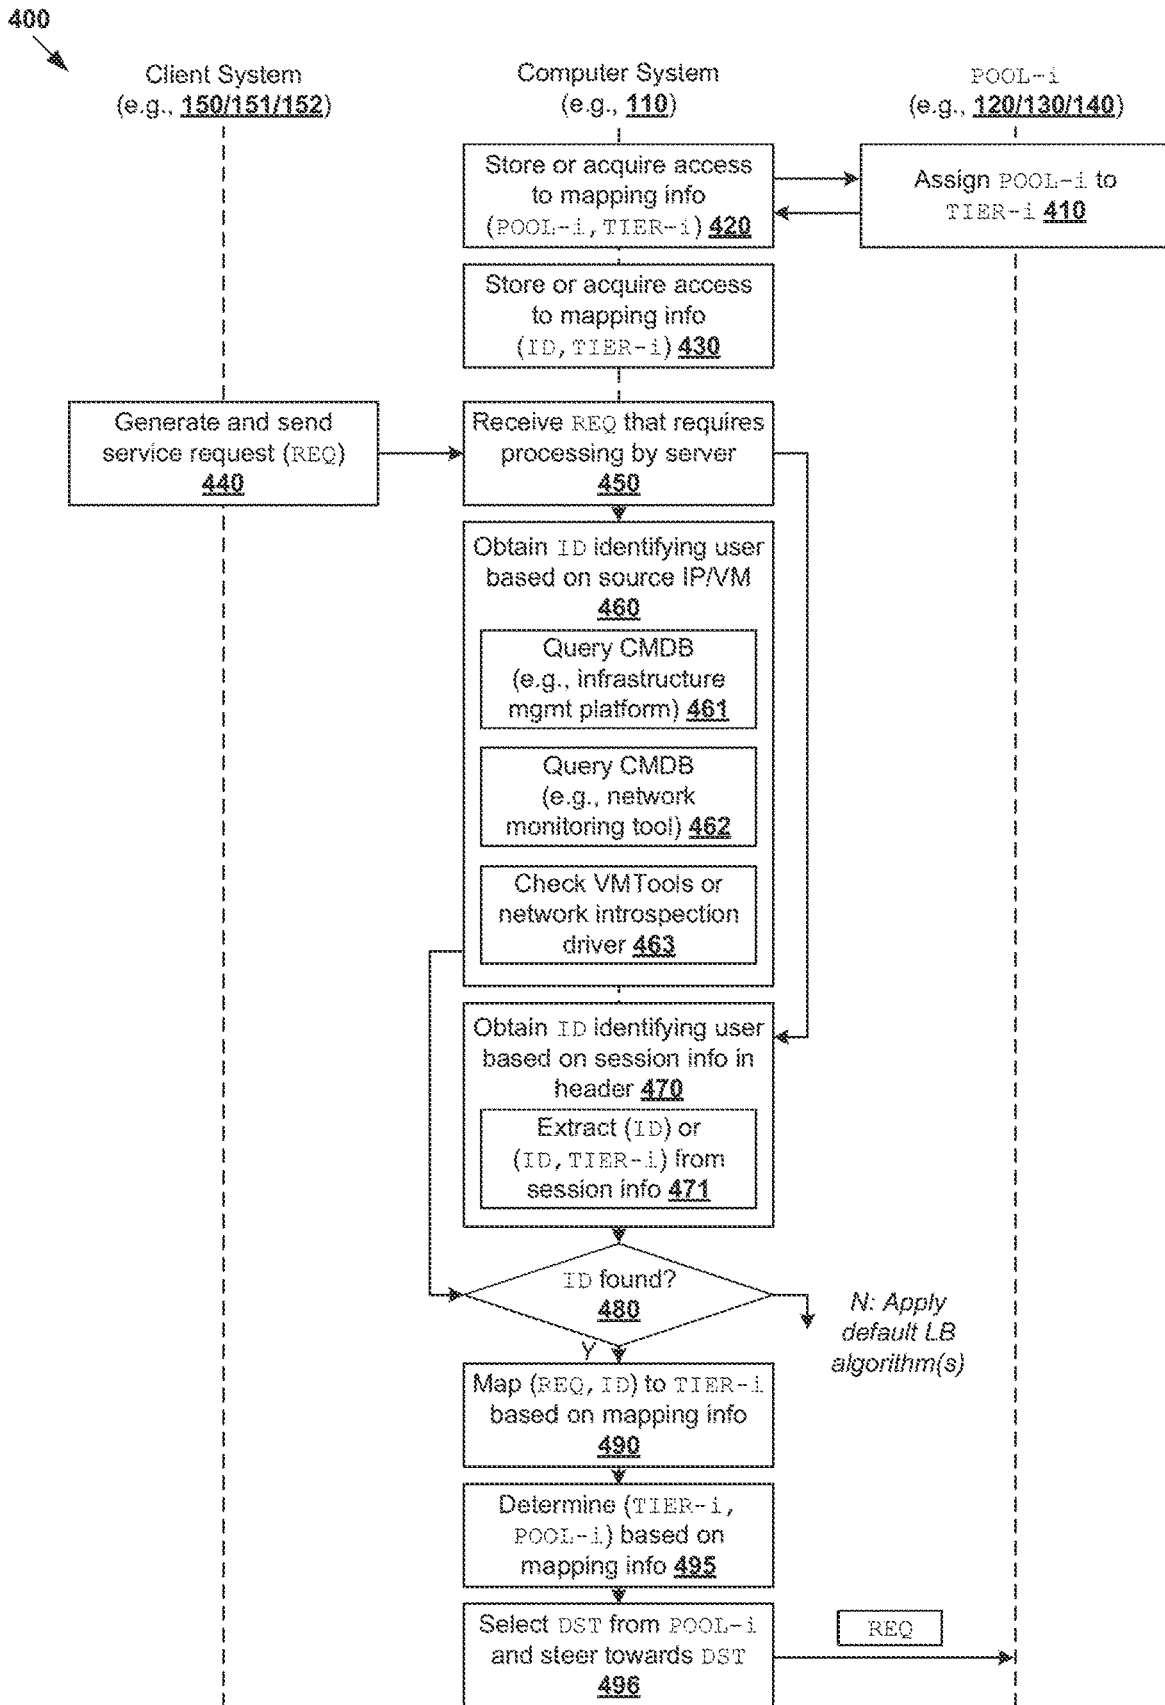 400
Client System
(e.g., 150/151/152)
Computer System
(e.g., 110)
POOL-i
(e.g., 120/130/140)
Store or acquire access
to mapping info
(POOL-i, TIER-i) 420
Assign POOL-i to
TIER-i 410
Store or acquire access
to mapping info
(ID, TIER-i) 430
Generate and send
service request (REQ)
440
Receive REQ that requires
processing by server
450
Obtain ID identifying user
based on source IP/VM
460
Query CMDB
(e.g., infrastructure
mgmt platform) 461
Query CMDB
(e.g., network
monitoring tool) 462
Check VMTools or
network introspection
driver 463
Obtain ID identifying user
based on session info in
header 470
Extract (ID) or
(ID, TIER-i) from
session info 471
ID found?
480
N: Apply
default LB
algorithm(s)
Y
Map (REQ, ID) to TIER-i
based on mapping info
490
Determine (TIER-i,
POOL-i) based on
mapping info 495
Select DST from POOL-i
and steer towards DST
496
REQ